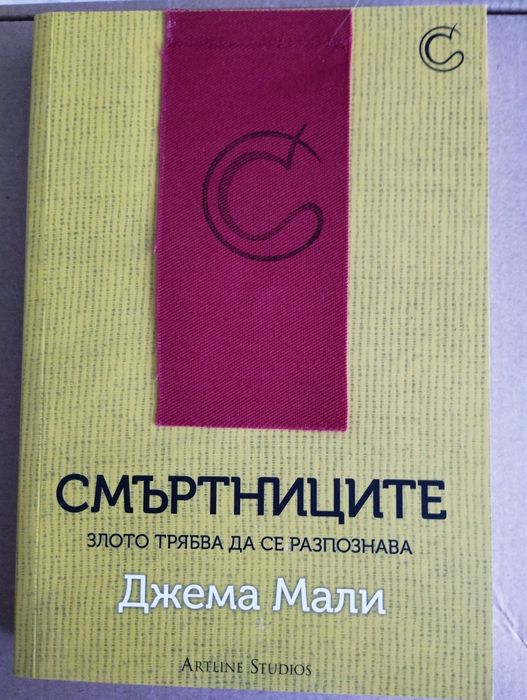 СМЪРТНИЦИТЕ
ЗЛОТО ТРЯБВА ДА СЕ РАЗПОЗНАВА
Джема Мали
ARTLINE STUDIOS